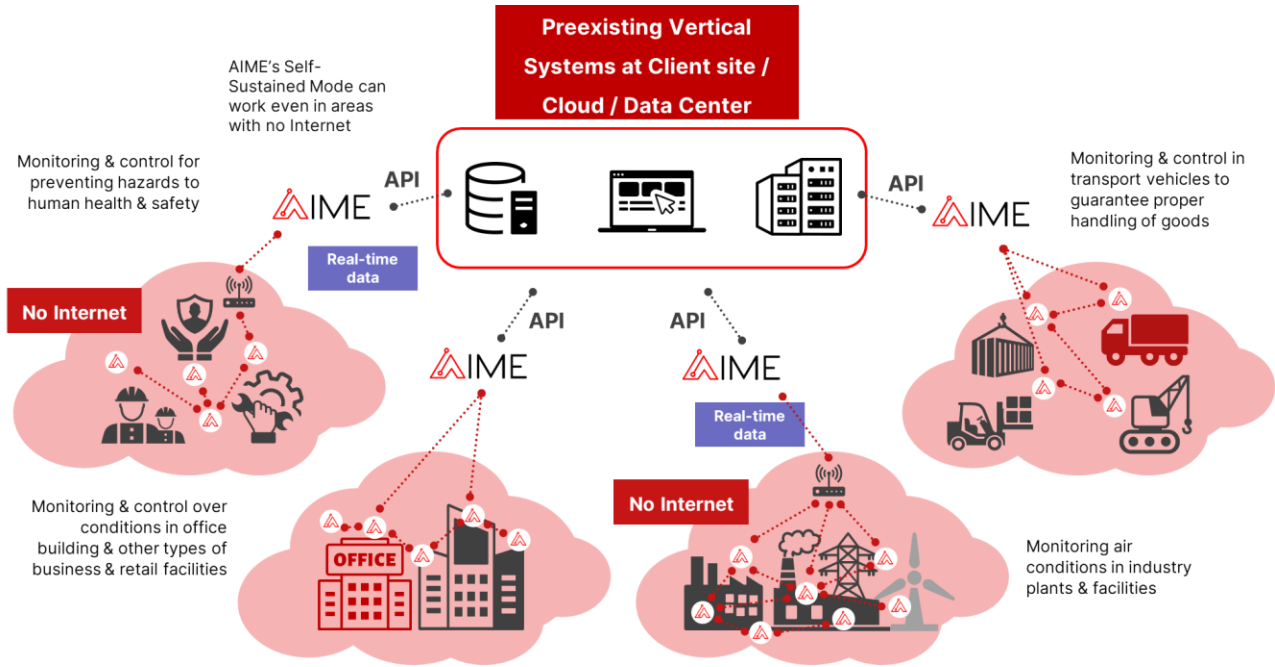 Preexisting Vertical
Systems at Client site /
Cloud / Data Center
AIME's Self-
Sustained Mode can
work even in areas
with no Internet
Monitoring & control for
preventing hazards to
human health & safety
API
AIME
Real-time
data
No Internet
API
AIME
Monitoring & control in
transport vehicles to
guarantee proper
handling of goods
API
AIME
API
AIME
Real-time
data
Monitoring & control over
conditions in office
building & other types of
business & retail facilities
OFFICE
No Internet
Monitoring air
conditions in industry
plants & facilities